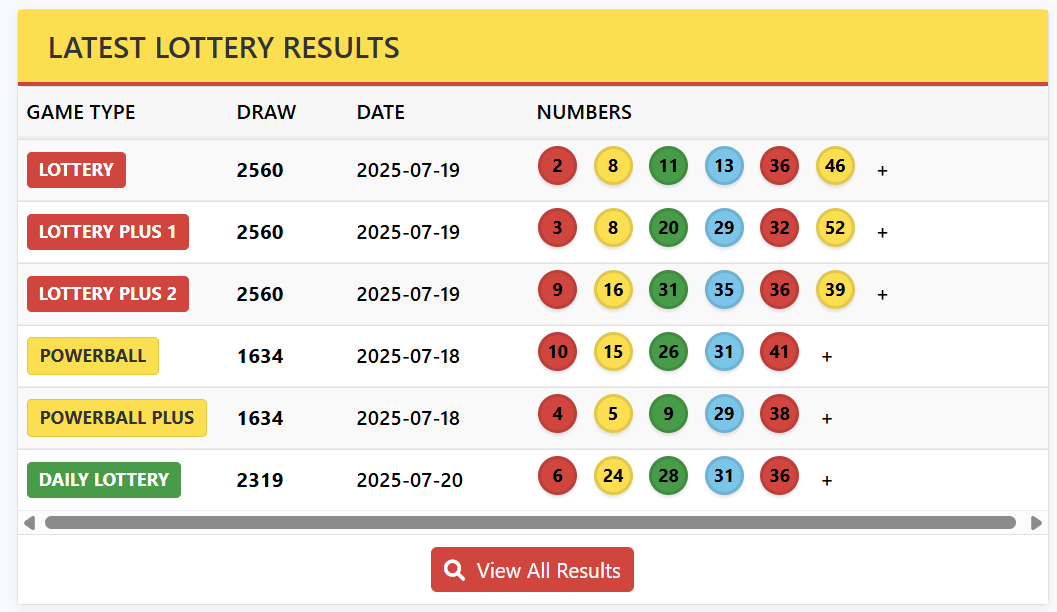 LATEST LOTTERY RESULTS
GAME TYPE DRAW DATE NUMBERS
LOTTERY 2560 2025-07-19 2 8 11 13 36 46 +
LOTTERY PLUS 1 2560 2025-07-19 3 8 20 29 32 52 +
LOTTERY PLUS 2 2560 2025-07-19 9 16 31 35 36 39 +
POWERBALL 1634 2025-07-18 10 15 26 31 41 +
POWERBALL PLUS 1634 2025-07-18 4 5 9 29 38 +
DAILY LOTTERY 2319 2025-07-20 6 24 28 31 36 +
View All Results